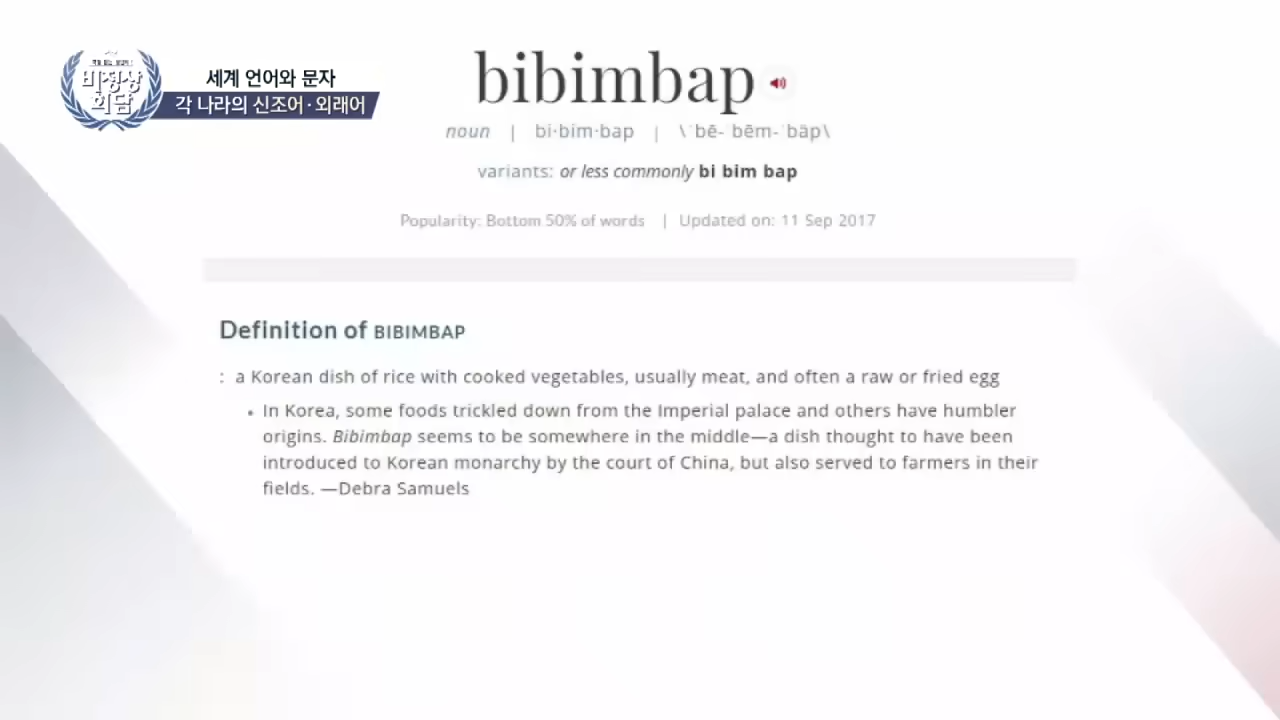 비정상
회담
세계 언어와 문자
각 나라의 신조어·외래어
bibimbap
noun | bi·bim·bap | \ˈbē-ˈbēm-ˈbäp\
variants: or less commonly bi bim bap
Popularity: Bottom 50% of words | Updated on: 11 Sep 2017
Definition of BIBIMBAP
: a Korean dish of rice with cooked vegetables, usually meat, and often a raw or fried egg
• In Korea, some foods trickled down from the Imperial palace and others have humbler
origins. Bibimbap seems to be somewhere in the middle—a dish thought to have been
introduced to Korean monarchy by the court of China, but also served to farmers in their
fields. —Debra Samuels